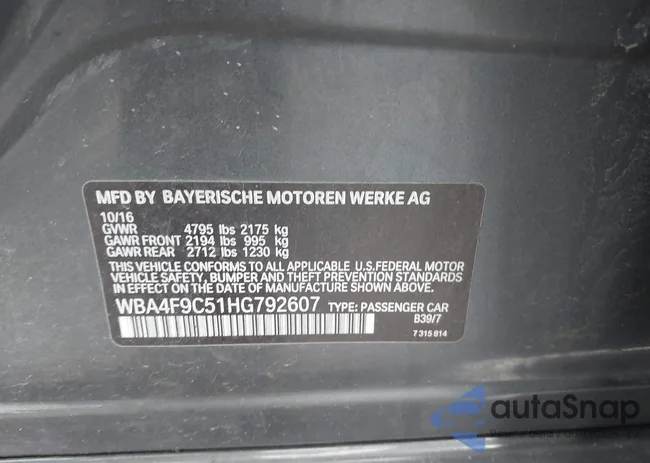 MFD BY BAYERISCHE MOTOREN WERKE AG
10/16
GVWR 4795 lbs 2175 kg
GAWR FRONT 2194 lbs 995 kg
GAWR REAR 2712 lbs 1230 kg
THIS VEHICLE CONFORMS TO ALL APPLICABLE U.S.FEDERAL MOTOR
VEHICLE SAFETY, BUMPER, AND THEFT PREVENTION STANDARDS
IN EFFECT ON THE DATE OF MANUFACTURE SHOWN ABOVE.
WBA4F9C51HG792607 TYPE: PASSENGER CAR
B39/7
7 315 814
autaSnap